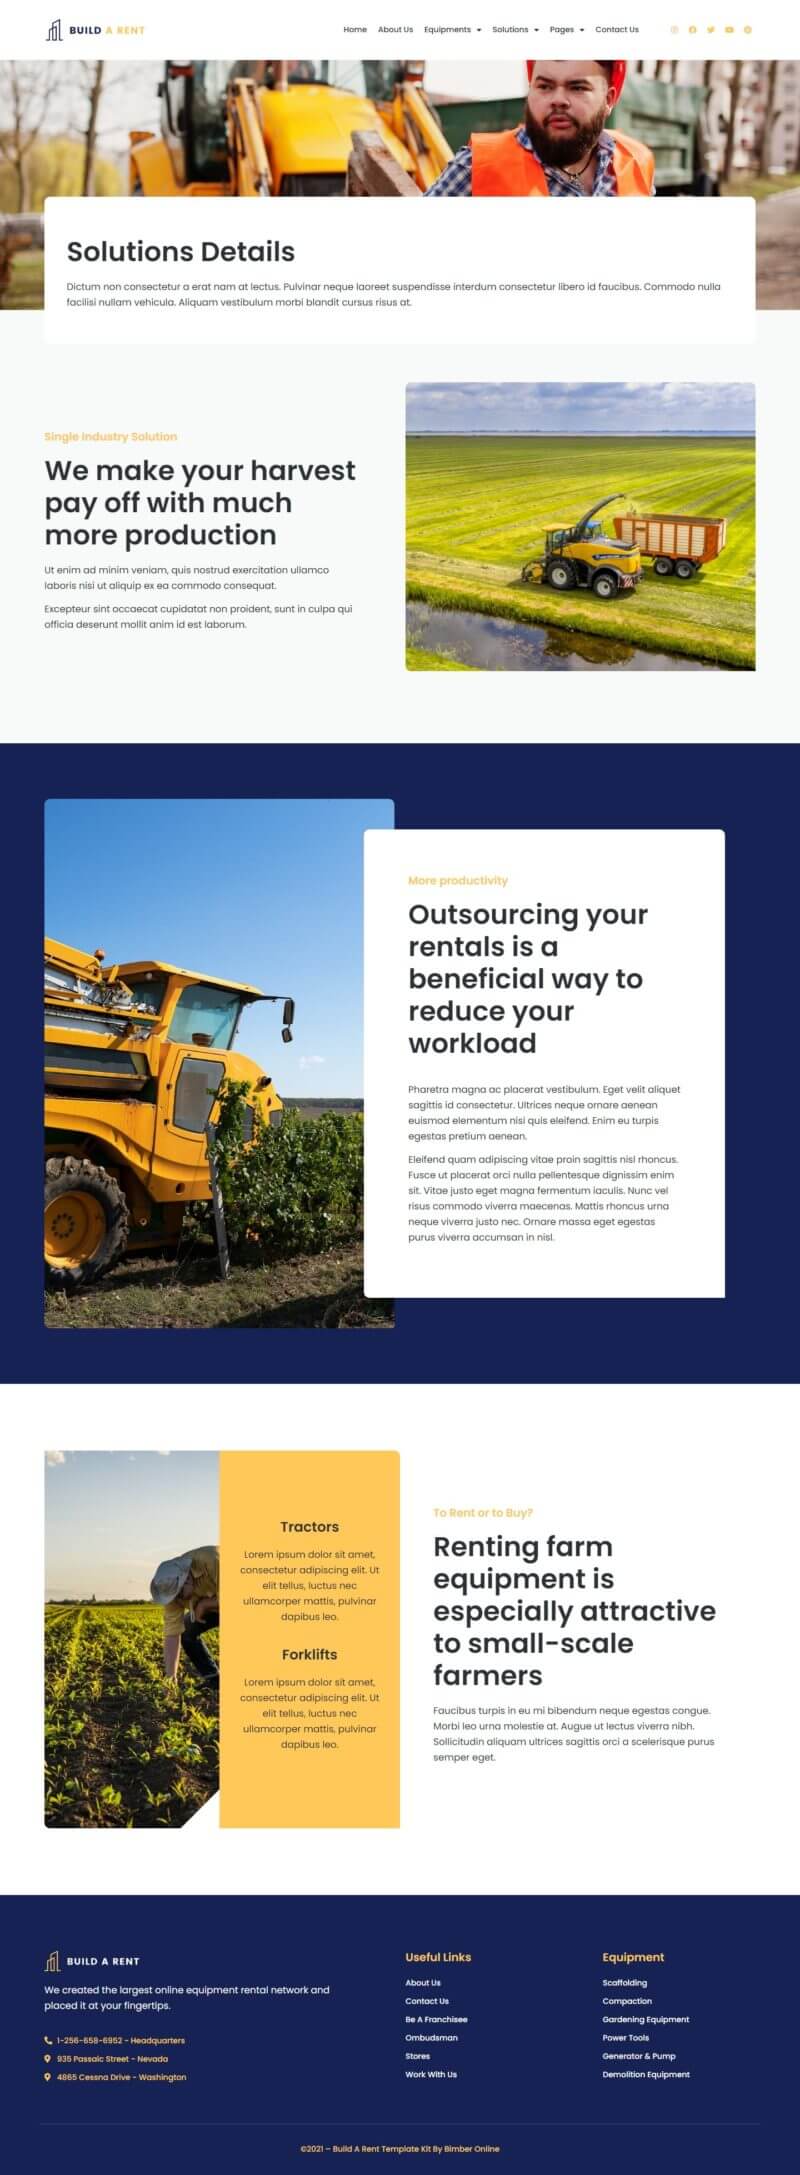 BUILD A RENT
Home About Us Equipments Solutions Pages Contact Us
Solutions Details
Dictum non consectetur a erat nam at lectus. Pulvinar neque laoreet suspendisse interdum consectetur libero id faucibus. Commodo nulla
facilisi nullam vehicula. Aliquam vestibulum morbi blandit cursus risus at.
Single Industry Solution
We make your harvest
pay off with much
more production
Ut enim ad minim veniam, quis nostrud exercitation ullamco
laboris nisi ut aliquip ex ea commodo consequat.
Excepteur sint occaecat cupidatat non proident, sunt in culpa qui
officia deserunt mollit anim id est laborum.
More productivity
Outsourcing your
rentals is a
beneficial way to
reduce your
workload
Pharetra magna ac placerat vestibulum. Eget velit aliquet
sagittis id consectetur. Ultrices neque ornare aenean
euismod elementum nisi quis eleifend. Enim eu turpis
egestas pretium aenean.
Eleifend quam adipiscing vitae proin sagittis nisl rhoncus.
Fusce ut placerat orci nulla pellentesque dignissim enim
sit. Vitae justo eget magna fermentum iaculis. Nunc vel
risus commodo viverra maecenas. Mattis rhoncus urna
neque viverra justo nec. Ornare massa eget egestas
purus viverra accumsan in nisl.
Tractors
Lorem ipsum dolor sit amet,
consectetur adipiscing elit. Ut
elit tellus, luctus nec
ullamcorper mattis, pulvinar
dapibus leo.
Forklifts
Lorem ipsum dolor sit amet,
consectetur adipiscing elit. Ut
elit tellus, luctus nec
ullamcorper mattis, pulvinar
dapibus leo.
To Rent or to Buy?
Renting farm
equipment is
especially attractive
to small-scale
farmers
Faucibus turpis in eu mi bibendum neque egestas congue.
Morbi leo urna molestie at. Augue ut lectus viverra nibh.
Sollicitudin aliquam ultrices sagittis orci a scelerisque purus
semper eget.
BUILD A RENT
We created the largest online equipment rental network and
placed it at your fingertips.
1-256-658-6952 - Headquarters
935 Passaic Street - Nevada
4865 Cessna Drive - Washington
Useful Links
About Us
Contact Us
Be A Franchisee
Ombudsman
Stores
Work With Us
Equipment
Scaffolding
Compaction
Gardening Equipment
Power Tools
Generator & Pump
Demolition Equipment
©2021 – Build A Rent Template Kit By Bimber Online